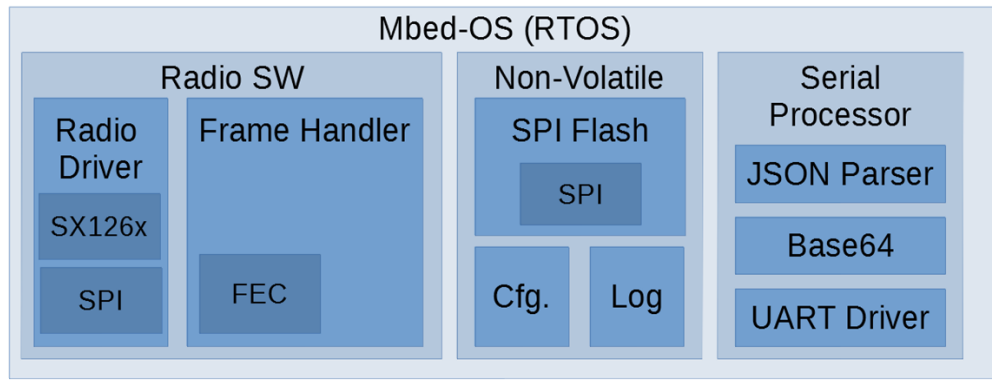 Mbed-OS (RTOS)
Radio SW
Radio
Driver
SX126x
SPI
Frame Handler
FEC
Non-Volatile
SPI Flash
SPI
Cfg.
Log
Serial
Processor
JSON Parser
Base64
UART Driver